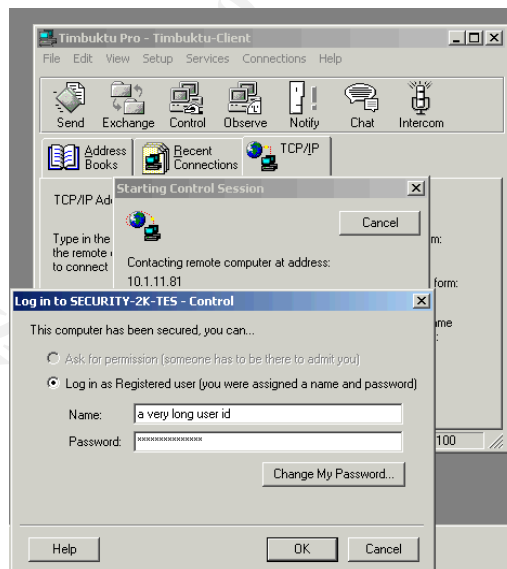 Timbuktu Pro - Timbuktu-Client
File Edit View Setup Services Connections Help
Send Exchange Control Observe Notify Chat Intercom
Address Books
Recent Connections
TCP/IP
Starting Control Session
TCP/IP Ad
Cancel
Type in the
the remote
to connect
m:
Contacting remote computer at address:
10.1.11.81
form:
Log in to SECURITY-2K-TES - Control
This computer has been secured, you can...
Ask for permission (someone has to be there to admit you)
Log in as Registered user (you were assigned a name and password)
Name: a very long user id
Password: ***************
100
Change My Password...
Help OK Cancel